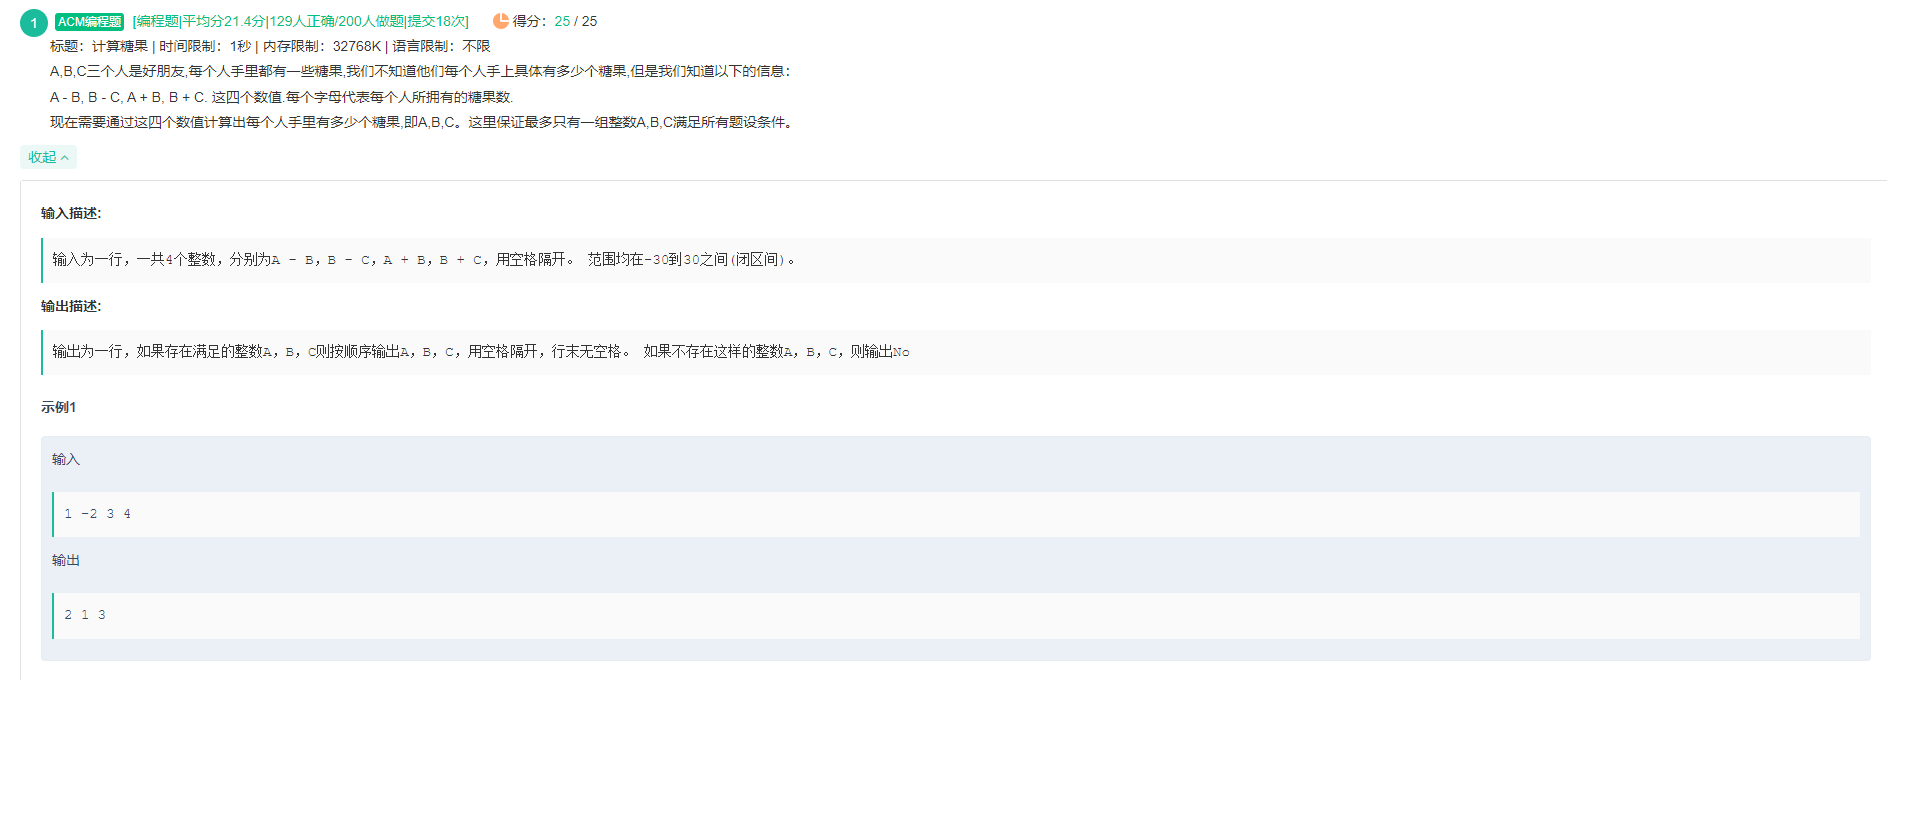 1 ACM编程题 [编程题|平均分21.4分|129人正确/200人做题|提交18次] 得分：25 / 25
标题：计算糖果 | 时间限制：1秒 | 内存限制：32768K | 语言限制：不限
A,B,C三个人是好朋友,每个人手里都有一些糖果,我们不知道他们每个人手上具体有多少个糖果,但是我们知道以下的信息：
A - B, B - C, A + B, B + C. 这四个数值.每个字母代表每个人所拥有的糖果数.
现在需要通过这四个数值计算出每个人手里有多少个糖果,即A,B,C。这里保证最多只有一组整数A,B,C满足所有题设条件。
收起
输入描述:
输入为一行，一共4个整数，分别为A - B，B - C，A + B，B + C，用空格隔开。 范围均在-30到30之间(闭区间)。
输出描述:
输出为一行，如果存在满足的整数A，B，C则按顺序输出A，B，C，用空格隔开，行末无空格。 如果不存在这样的整数A，B，C，则输出No
示例1
输入
1 -2 3 4
输出
2 1 3